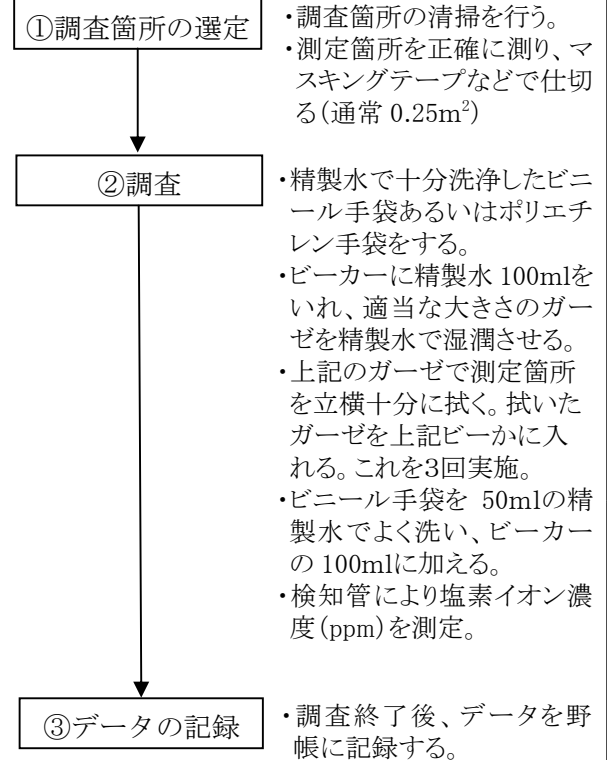 ①調査箇所の選定
・調査箇所の清掃を行う。
・測定箇所を正確に測り、マ
スキングテープなどで仕切
る(通常 0.25m²)
②調査
・精製水で十分洗浄したビニ
ール手袋あるいはポリエチ
レン手袋をする。
・ビーカーに精製水 100mlを
いれ、適当な大きさのガー
ゼを精製水で湿潤させる。
・上記のガーゼで測定箇所
を立横十分に拭く。拭いた
ガーゼを上記ビーかに入
れる。これを3回実施。
・ビニール手袋を 50mlの精
製水でよく洗い、ビーカー
の 100mlに加える。
・検知管により塩素イオン濃
度(ppm)を測定。
③データの記録
・調査終了後、データを野
帳に記録する。